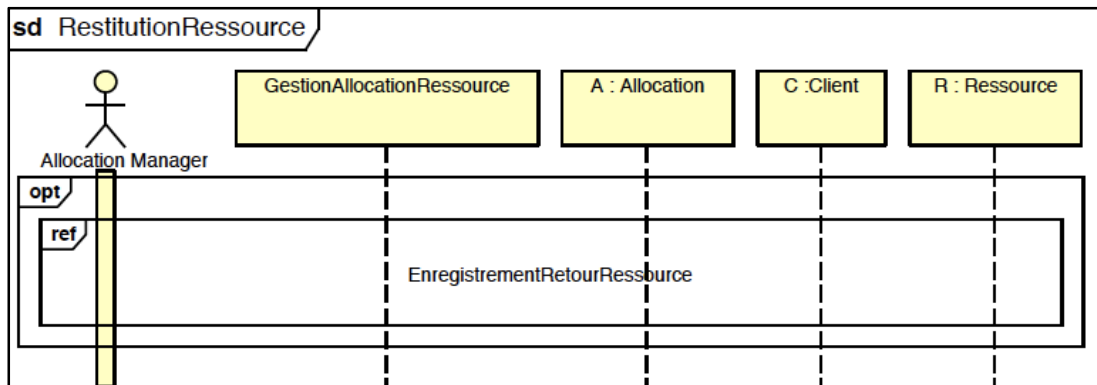 sd RestitutionRessource
GestionAllocationRessource
A : Allocation
C :Client
R : Ressource
Allocation Manager
opt
ref
EnregistrementRetourRessource